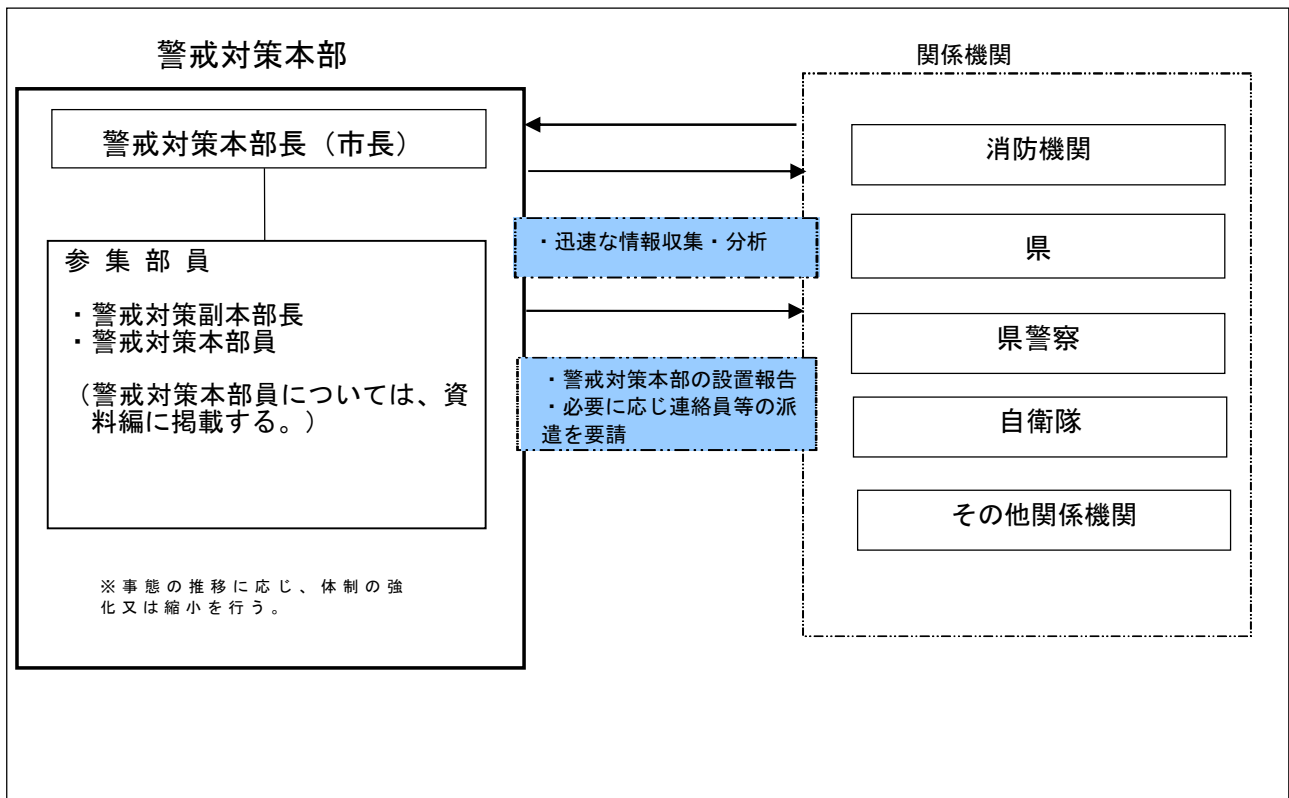 警戒対策本部
警戒対策本部長（市長）
参集部員
・警戒対策副本部長
・警戒対策本部員
（警戒対策本部員については、資
料編に掲載する。）
※事態の推移に応じ、体制の強
化又は縮小を行う。
・迅速な情報収集・分析
・警戒対策本部の設置報告
・必要に応じ連絡員等の派
遣を要請
関係機関
消防機関
県
県警察
自衛隊
その他関係機関